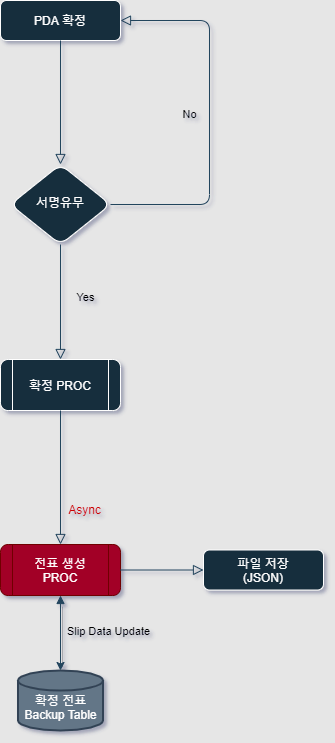 PDA 확정
No
서명유무
Yes
확정 PROC
Async
전표 생성
PROC
파일 저장
(JSON)
Slip Data Update
확정 전표
Backup Table